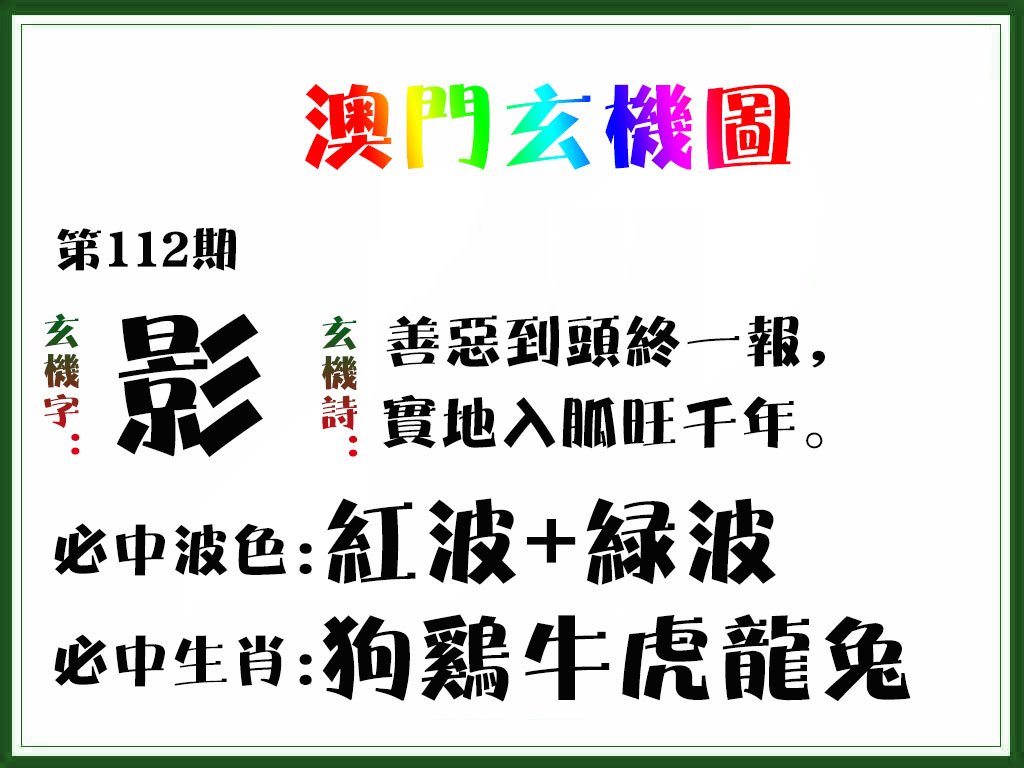 澳門玄機圖
第112期
玄機字:
影
玄機詩:
善惡到頭終一報,
實地入胍旺千年。
必中波色:紅波+緑波
必中生肖:狗鷄牛虎龍兔